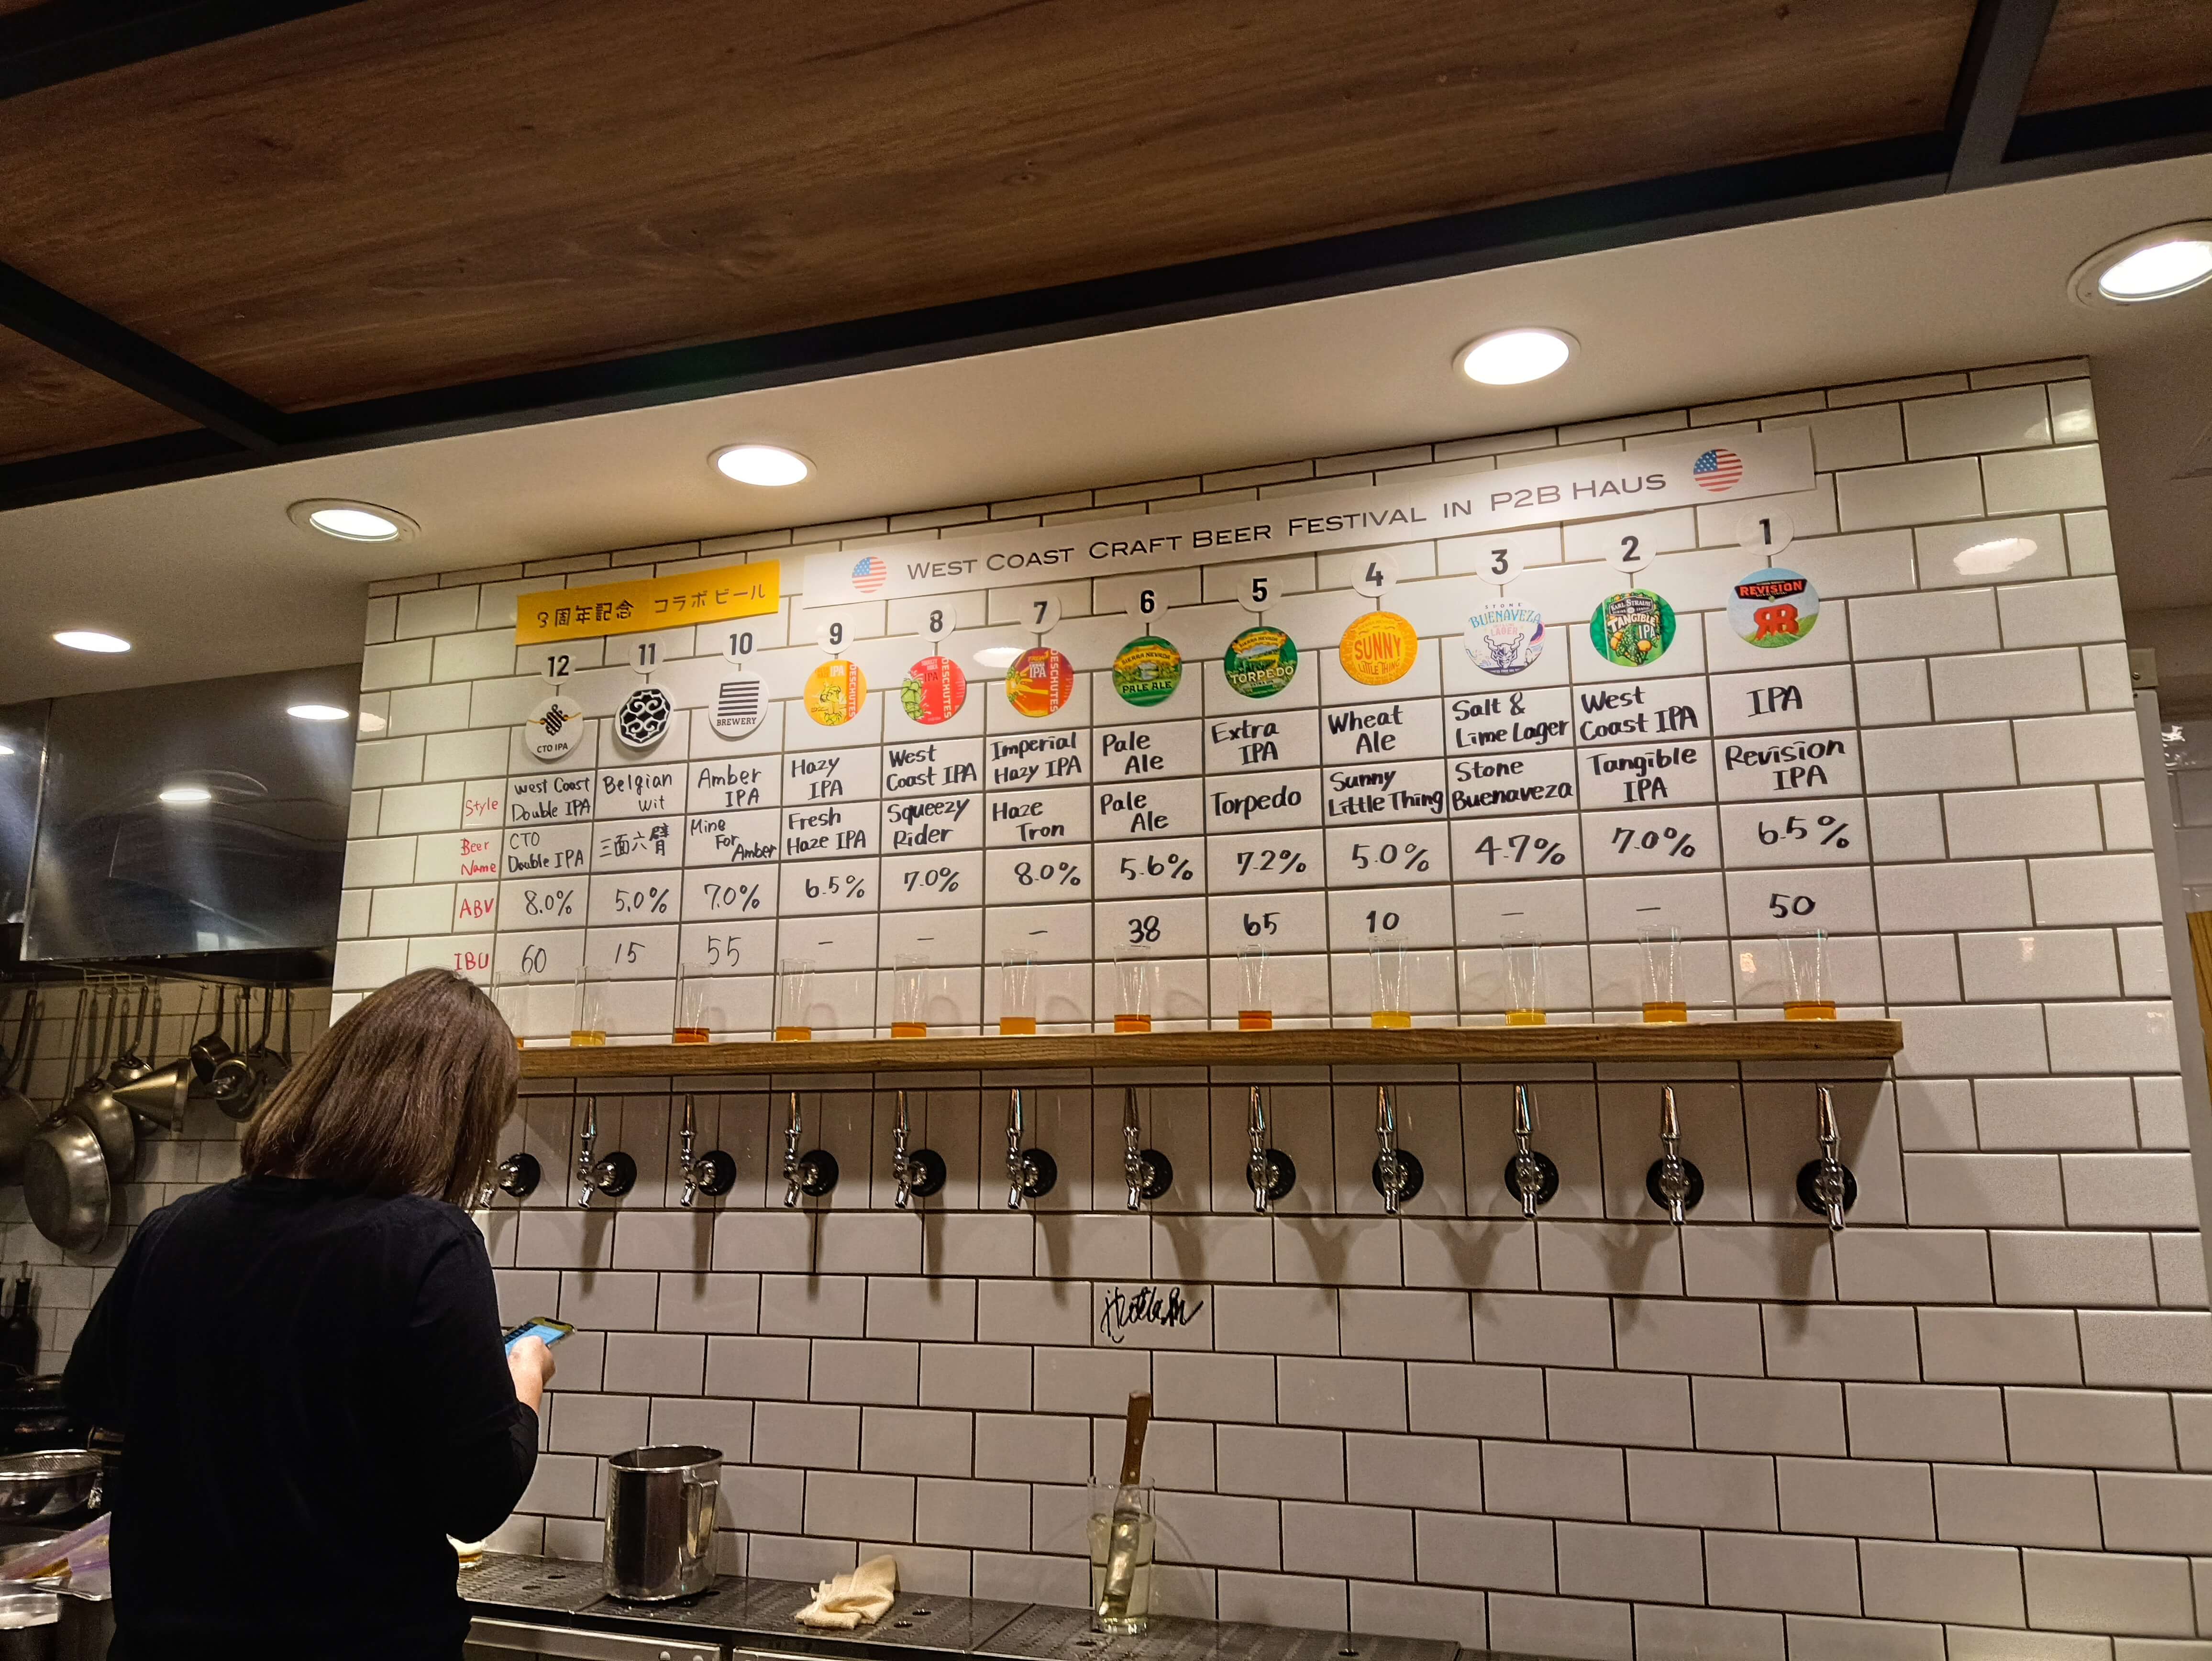 WEST COAST CRAFT BEER FESTIVAL IN P2B HAUS
3周年記念 コラボビール
12 11 10 9 8 7 6 5 4 3 2 1
CTO IPA
BREWERY
IPA
DESCHUTES
IPA
DESCHUTES
IPA
DESCHUTES
SIERRA NEVADA
PALE ALE
SIERRA NEVADA
TORPEDO
SUNNY
LITTLE THING
STONE
BUENAVEZA
LAGER
KARL STRAUSS
TANGIBLE
IPA
REVISION
RR
Style
West Coast
Double IPA
Belgian
Wit
Amber
IPA
Hazy
IPA
West
Coast IPA
Imperial
Hazy IPA
Pale
Ale
Extra
IPA
Wheat
Ale
Salt &
Lime Lager
West
Coast IPA
IPA
Beer
Name
CTO
Double IPA
三面六臂
Mine
For
Amber
Fresh
Haze IPA
Squeezy
Rider
Haze
Tron
Pale
Ale
Torpedo
Sunny
Little Thing
Stone
Buenaveza
Tangible
IPA
Revision
IPA
ABV 8.0% 5.0% 7.0% 6.5% 7.0% 8.0% 5.6% 7.2% 5.0% 4.7% 7.0% 6.5%
IBU 60 15 55 – – – 38 65 10 – – 50